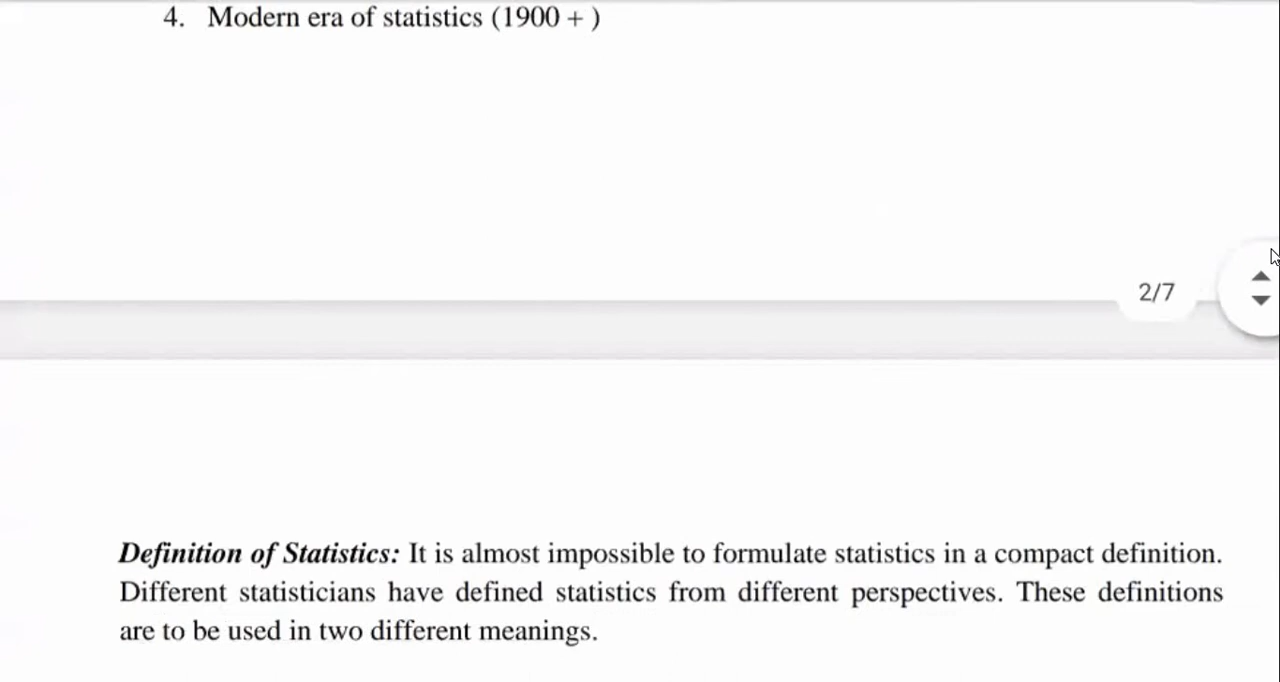 4. Modern era of statistics (1900 + )
2/7
Definition of Statistics: It is almost impossible to formulate statistics in a compact definition.
Different statisticians have defined statistics from different perspectives. These definitions
are to be used in two different meanings.